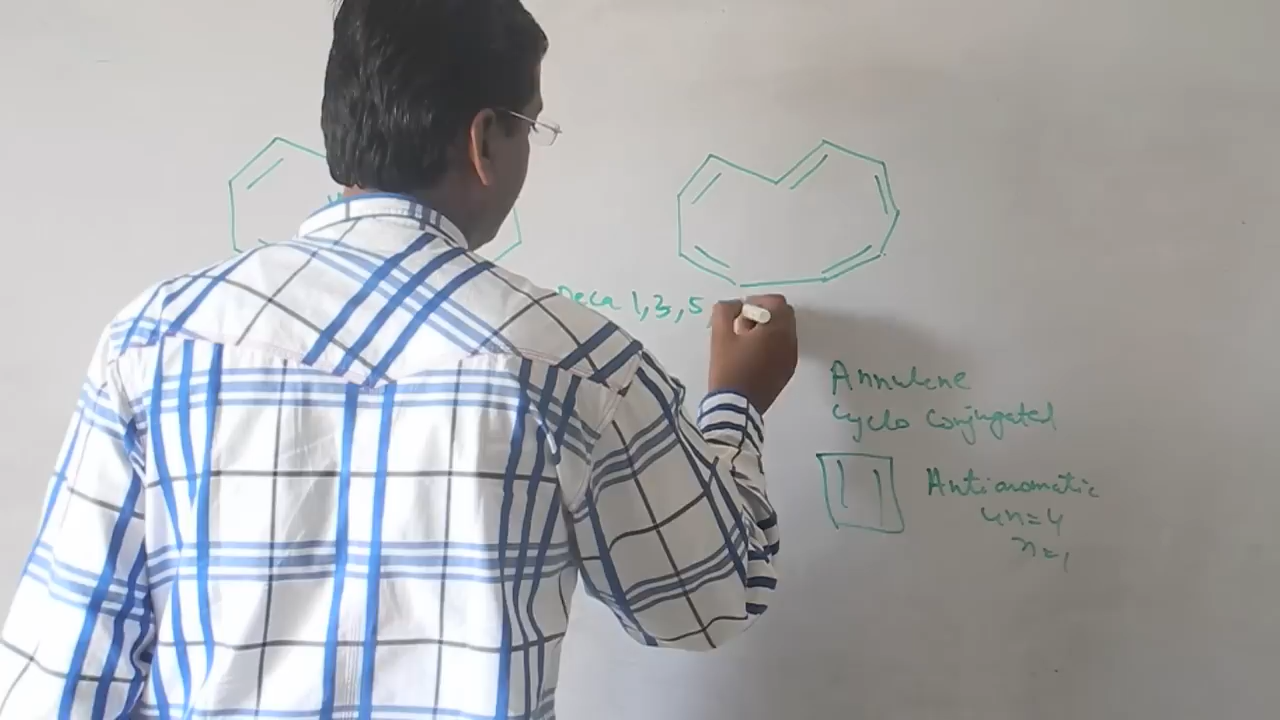 Deca 1,3,5,
Annulene
Cyclo Conjugated
Antiaromatic
4n=4
n=1